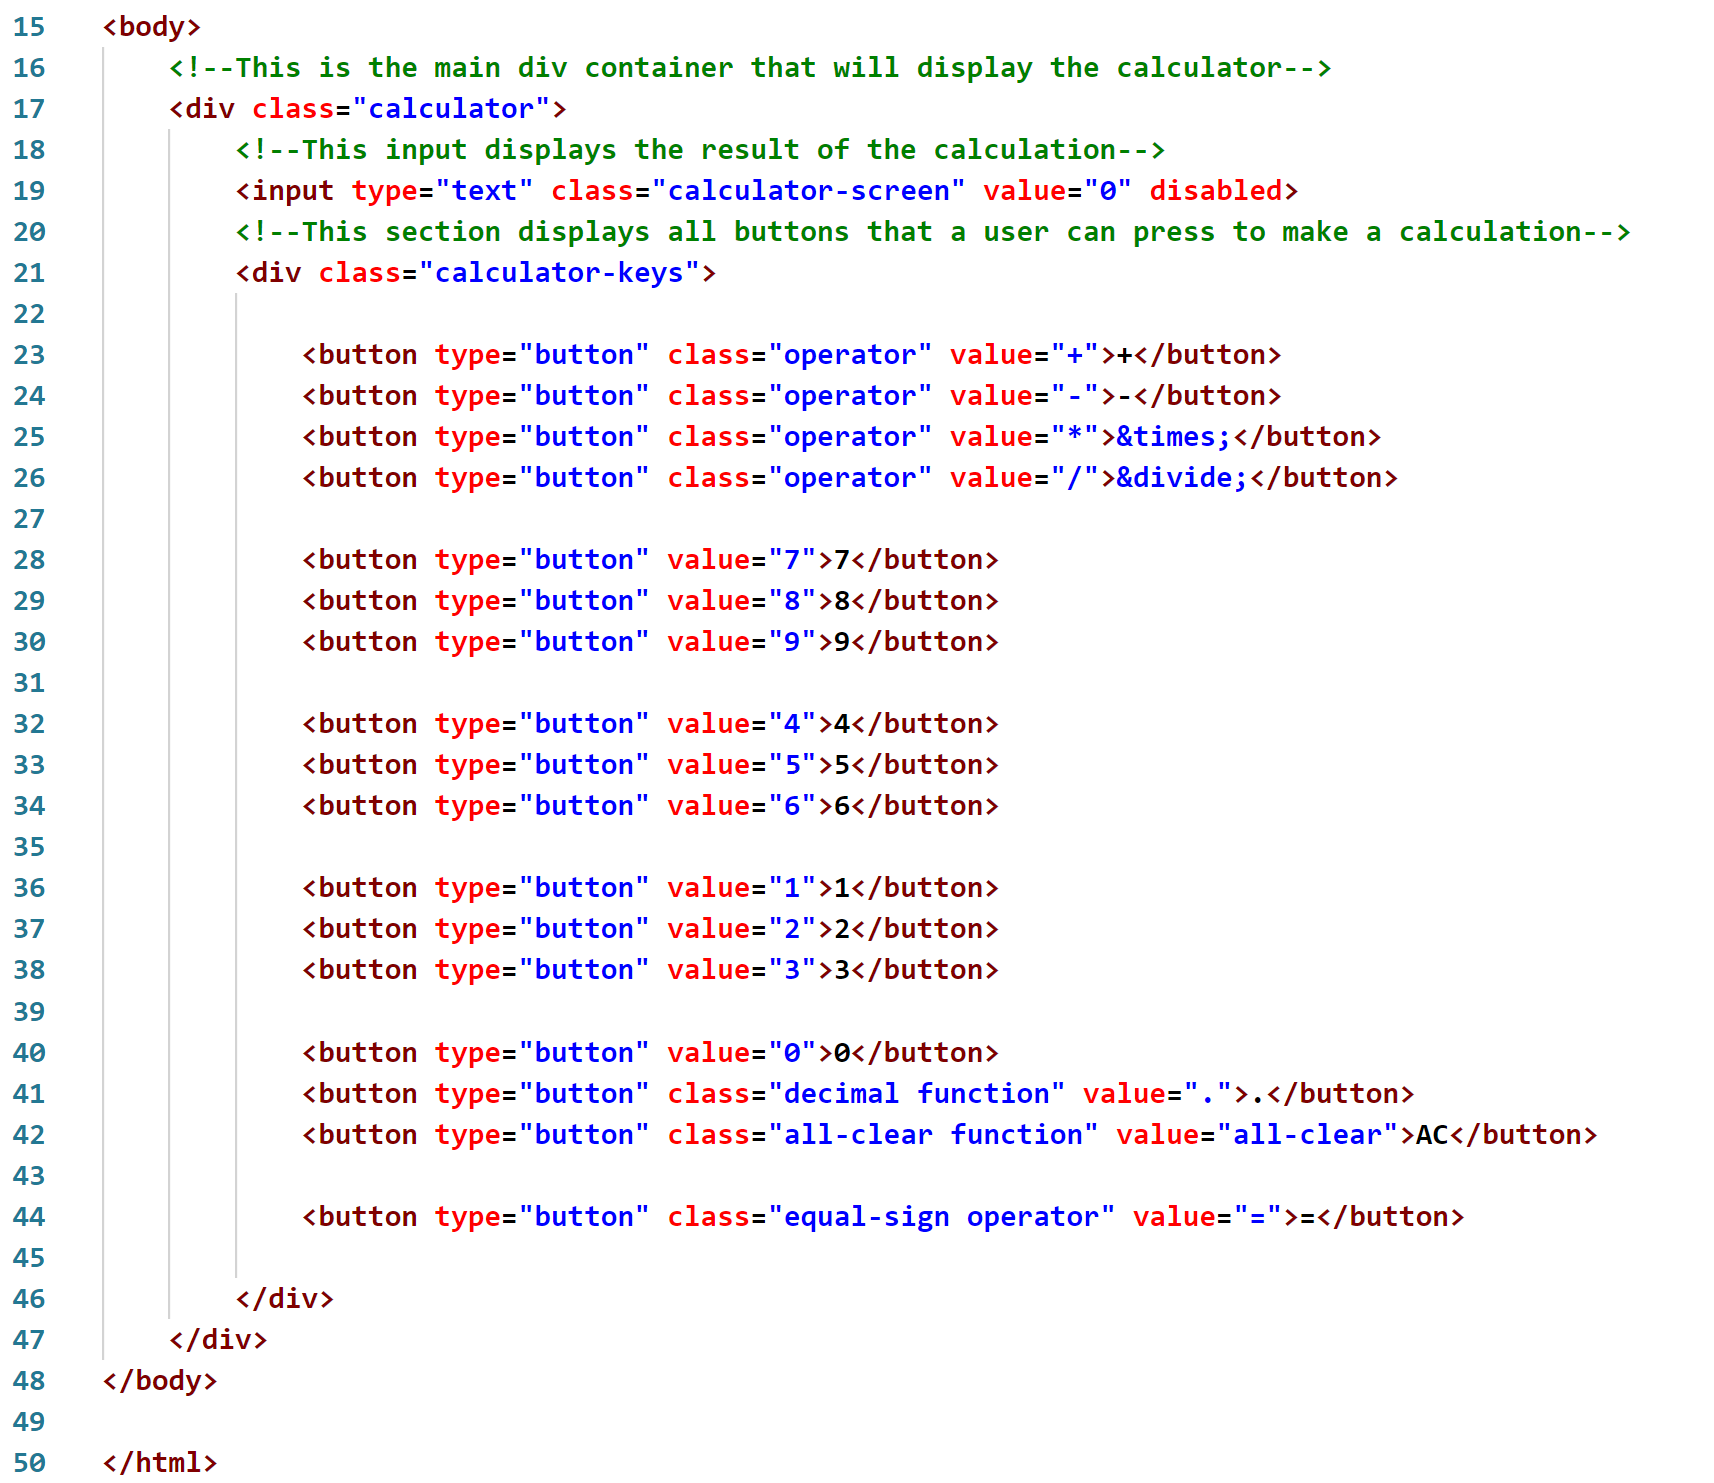 15 <body>
16 <!--This is the main div container that will display the calculator-->
17 <div class="calculator">
18 <!--This input displays the result of the calculation-->
19 <input type="text" class="calculator-screen" value="0" disabled>
20 <!--This section displays all buttons that a user can press to make a calculation-->
21 <div class="calculator-keys">
22
23 <button type="button" class="operator" value="+">+</button>
24 <button type="button" class="operator" value="-">-</button>
25 <button type="button" class="operator" value="*">&times;</button>
26 <button type="button" class="operator" value="/">&divide;</button>
27
28 <button type="button" value="7">7</button>
29 <button type="button" value="8">8</button>
30 <button type="button" value="9">9</button>
31
32 <button type="button" value="4">4</button>
33 <button type="button" value="5">5</button>
34 <button type="button" value="6">6</button>
35
36 <button type="button" value="1">1</button>
37 <button type="button" value="2">2</button>
38 <button type="button" value="3">3</button>
39
40 <button type="button" value="0">0</button>
41 <button type="button" class="decimal function" value=".">.</button>
42 <button type="button" class="all-clear function" value="all-clear">AC</button>
43
44 <button type="button" class="equal-sign operator" value="=">=</button>
45
46 </div>
47 </div>
48 </body>
49
50 </html>